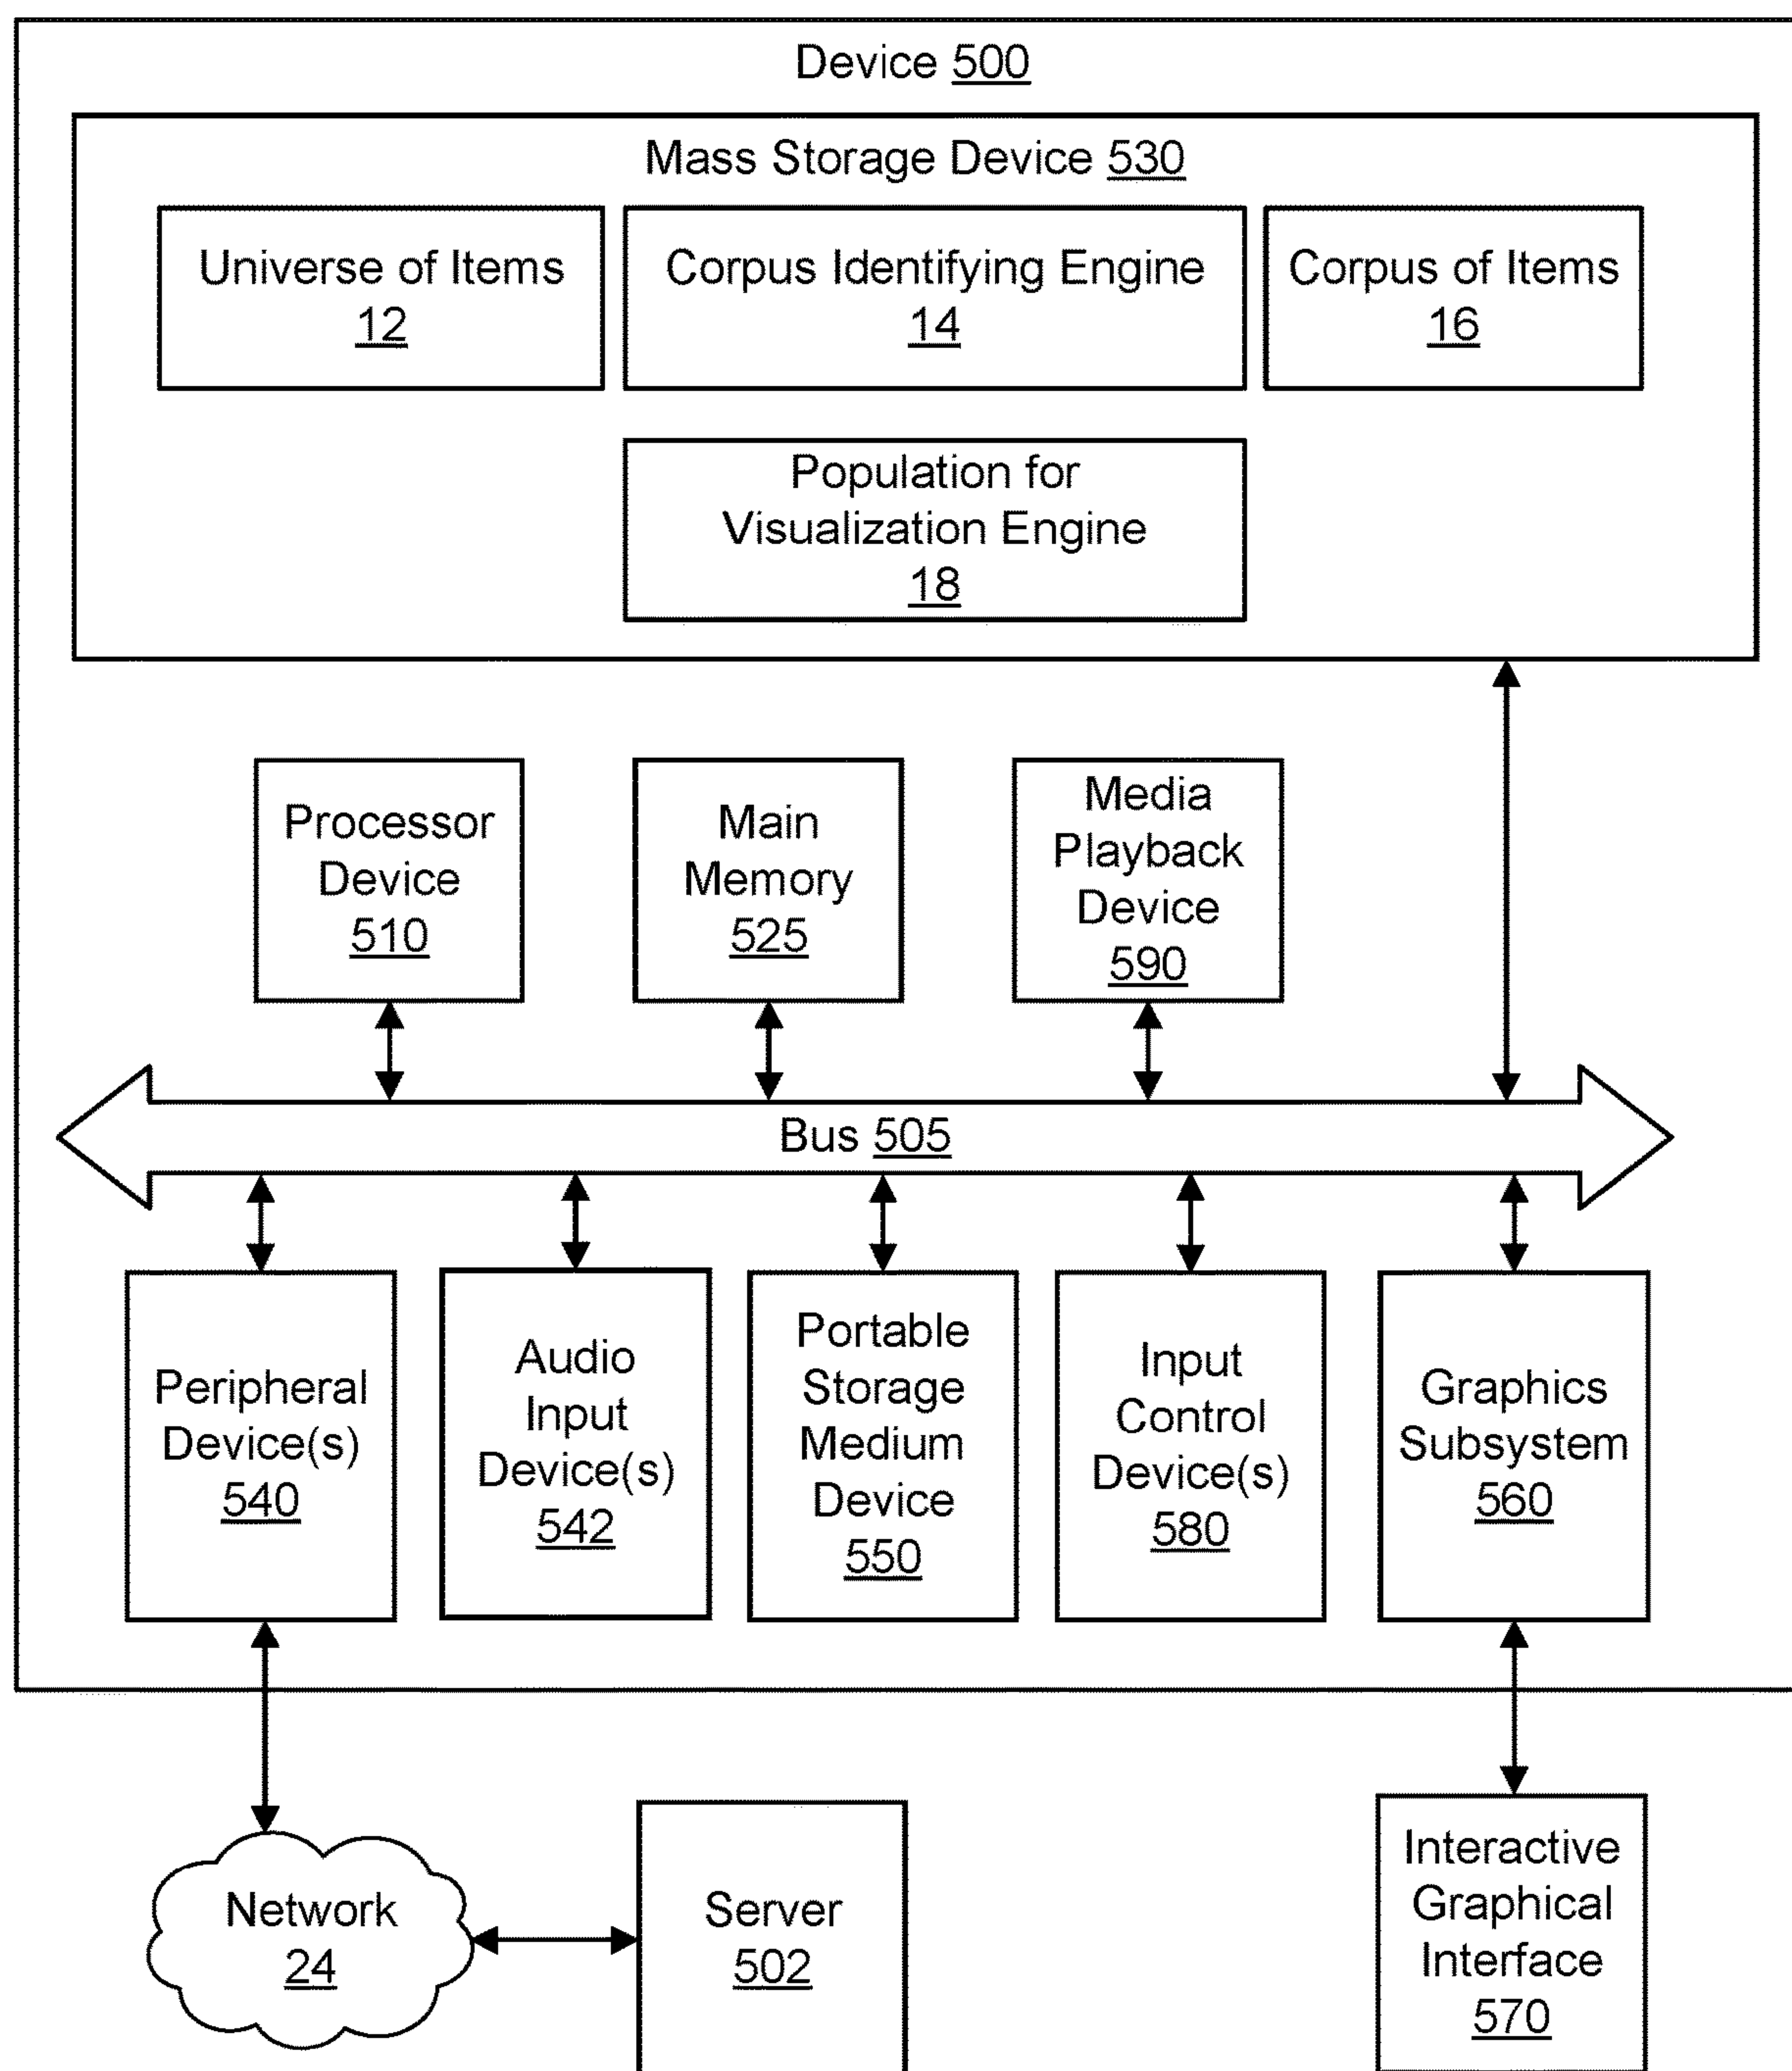 Device 500
Mass Storage Device 530
Universe of Items
12
Corpus Identifying Engine
14
Corpus of Items
16
Population for
Visualization Engine
18
Processor
Device
510
Main
Memory
525
Media
Playback
Device
590
Bus 505
Peripheral
Device(s)
540
Audio
Input
Device(s)
542
Portable
Storage
Medium
Device
550
Input
Control
Device(s)
580
Graphics
Subsystem
560
Network
24
Server
502
Interactive
Graphical
Interface
570